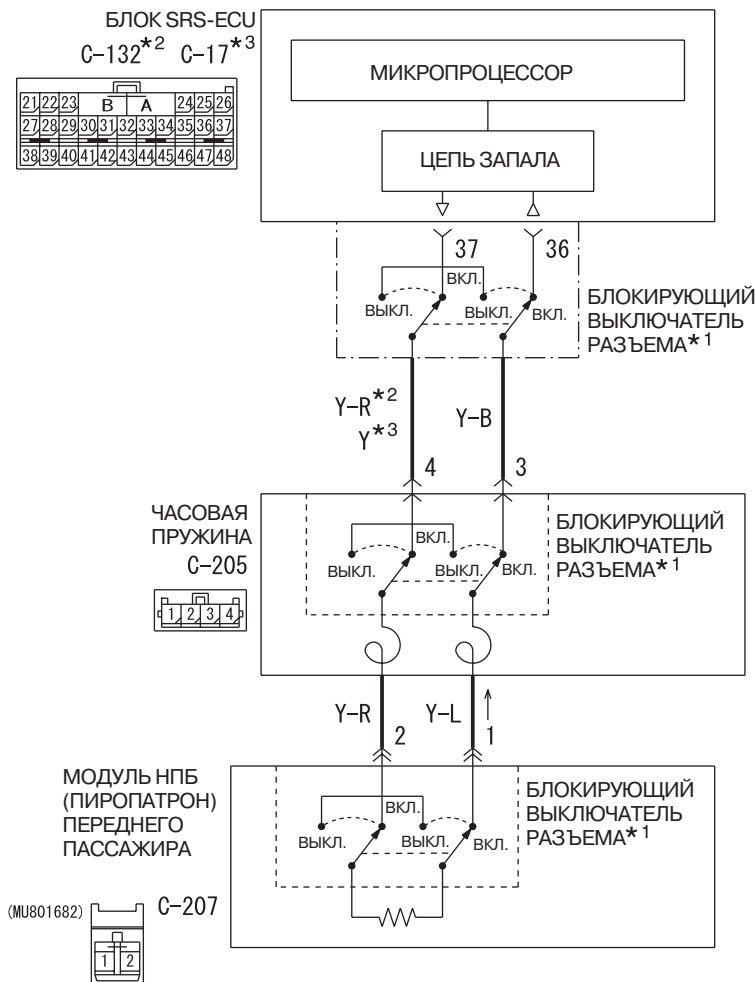 БЛОК SRS-ECU
C-132*2 C-17*3
21 22 23 B A 24 25 26
27 28 29 30 31 32 33 34 35 36 37
38 39 40 41 42 43 44 45 46 47 48
МИКРОПРОЦЕССОР
ЦЕПЬ ЗАПАЛА
37 36
ВКЛ.
ВЫКЛ. ВЫКЛ. ВКЛ.
БЛОКИРУЮЩИЙ
ВЫКЛЮЧАТЕЛЬ
РАЗЪЕМА*1
Y-R*2
Y*3
Y-B
4 3
ЧАСОВАЯ
ПРУЖИНА
C-205
1 2 3 4
ВКЛ.
ВЫКЛ. ВЫКЛ. ВКЛ.
БЛОКИРУЮЩИЙ
ВЫКЛЮЧАТЕЛЬ
РАЗЪЕМА*1
Y-R Y-L
2 1
МОДУЛЬ НПБ
(ПИРОПАТРОН)
ПЕРЕДНЕГО
ПАССАЖИРА
ВКЛ.
ВЫКЛ. ВЫКЛ. ВКЛ.
БЛОКИРУЮЩИЙ
ВЫКЛЮЧАТЕЛЬ
РАЗЪЕМА*1
(MU801682) C-207
1 2